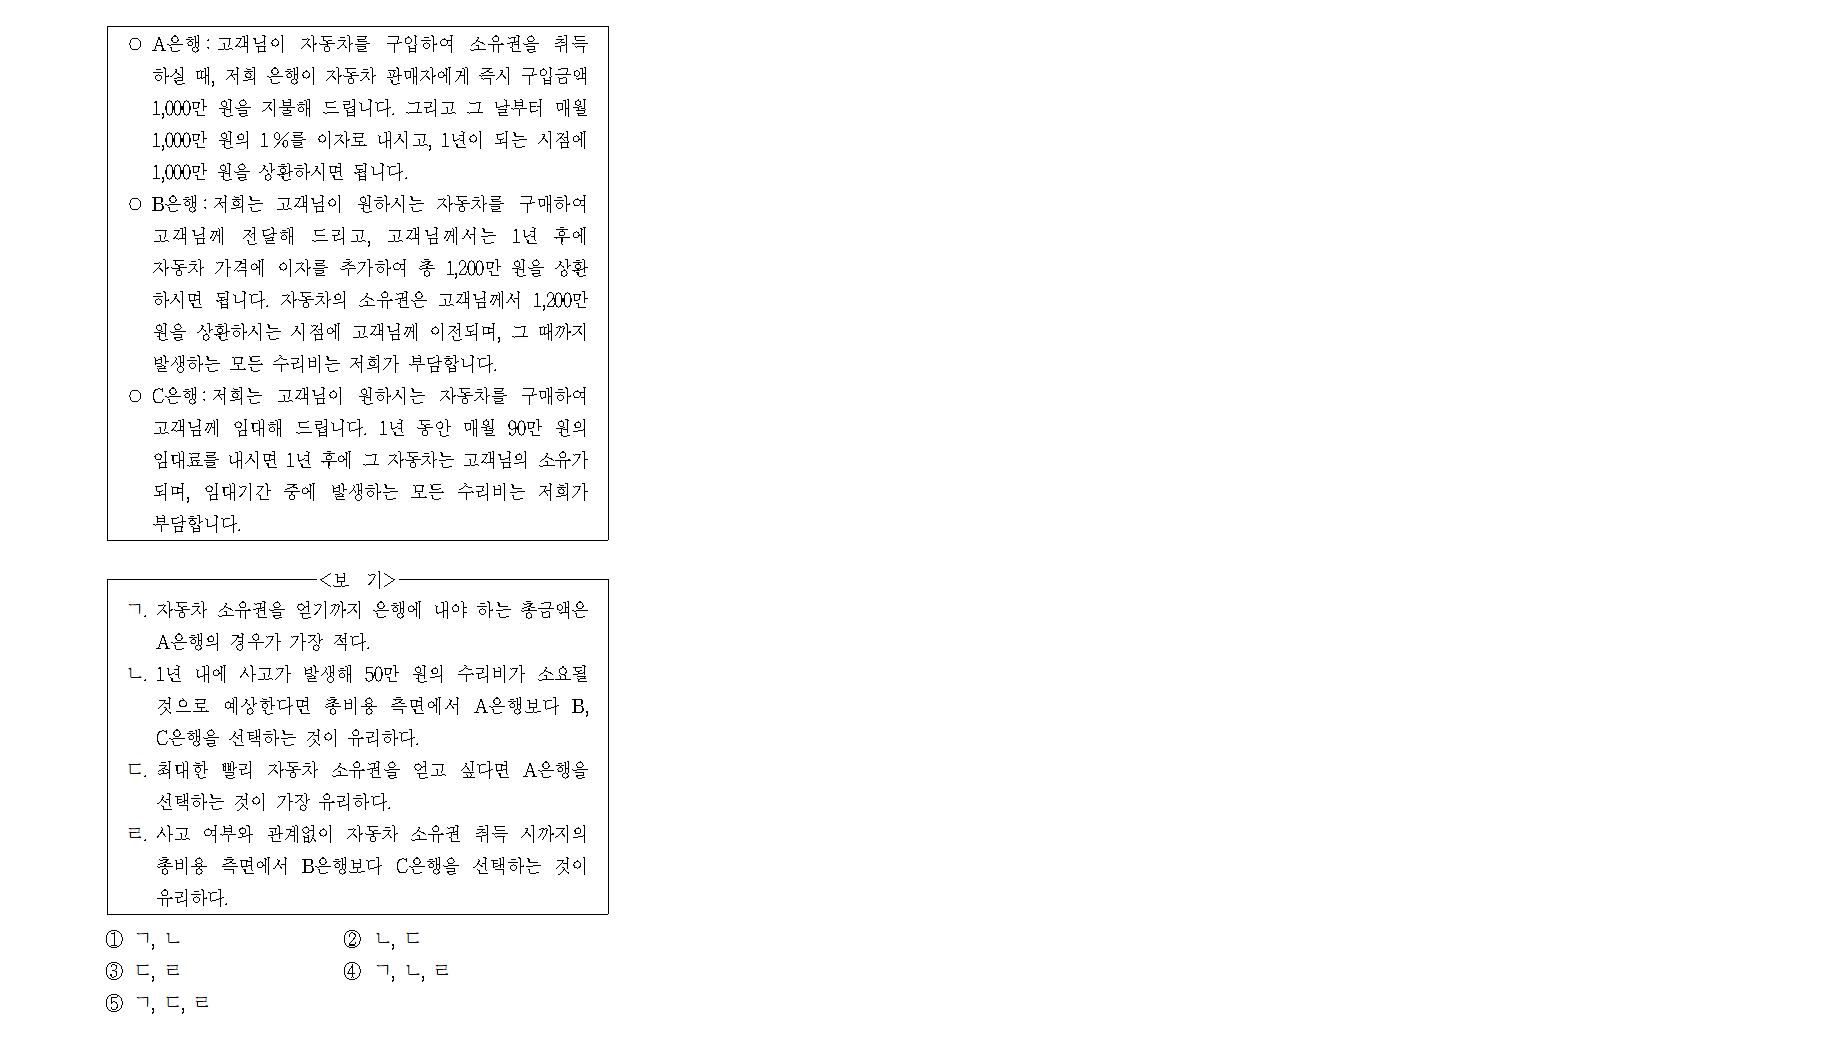 ○ A은행 : 고객님이 자동차를 구입하여 소유권을 취득
하실 때, 저희 은행이 자동차 판매자에게 즉시 구입금액
1,000만 원을 지불해 드립니다. 그리고 그 날부터 매월
1,000만 원의 1％를 이자로 내시고, 1년이 되는 시점에
1,000만 원을 상환하시면 됩니다.
○ B은행 : 저희는 고객님이 원하시는 자동차를 구매하여
고객님께 전달해 드리고, 고객님께서는 1년 후에
자동차 가격에 이자를 추가하여 총 1,200만 원을 상환
하시면 됩니다. 자동차의 소유권은 고객님께서 1,200만
원을 상환하시는 시점에 고객님께 이전되며, 그 때까지
발생하는 모든 수리비는 저희가 부담합니다.
○ C은행 : 저희는 고객님이 원하시는 자동차를 구매하여
고객님께 임대해 드립니다. 1년 동안 매월 90만 원의
임대료를 내시면 1년 후에 그 자동차는 고객님의 소유가
되며, 임대기간 중에 발생하는 모든 수리비는 저희가
부담합니다.
<보 기>
ㄱ. 자동차 소유권을 얻기까지 은행에 내야 하는 총금액은
A은행의 경우가 가장 적다.
ㄴ. 1년 내에 사고가 발생해 50만 원의 수리비가 소요될
것으로 예상한다면 총비용 측면에서 A은행보다 B,
C은행을 선택하는 것이 유리하다.
ㄷ. 최대한 빨리 자동차 소유권을 얻고 싶다면 A은행을
선택하는 것이 가장 유리하다.
ㄹ. 사고 여부와 관계없이 자동차 소유권 취득 시까지의
총비용 측면에서 B은행보다 C은행을 선택하는 것이
유리하다.
① ㄱ, ㄴ ② ㄴ, ㄷ
③ ㄷ, ㄹ ④ ㄱ, ㄴ, ㄹ
⑤ ㄱ, ㄷ, ㄹ